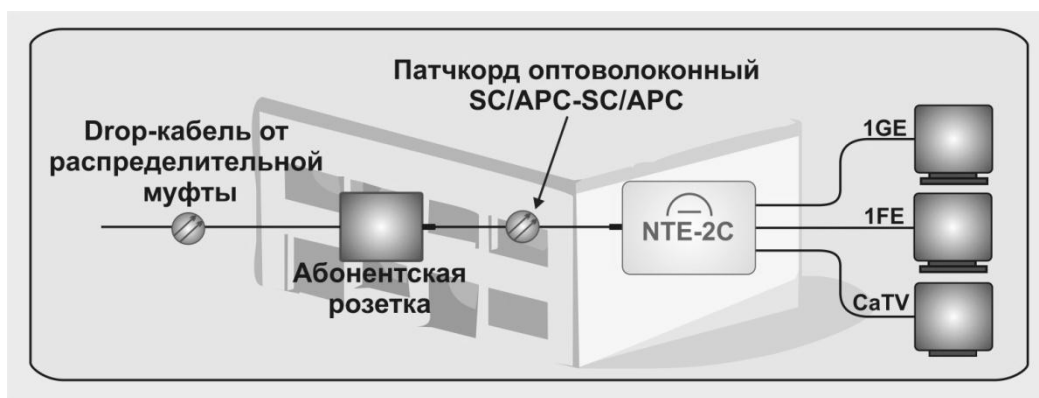 Патчкорд оптоволоконный
SC/APC-SC/APC
Drop-кабель от
распределительной
муфты
Абонентская
розетка
NTE-2C
1GE
1FE
CaTV